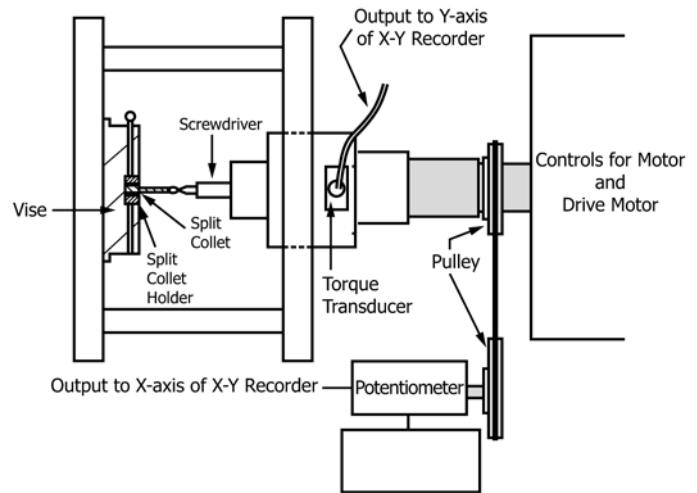 Output to Y-axis
of X-Y Recorder
Screwdriver
Controls for Motor
and
Drive Motor
Vise
Split
Collet
Split
Collet
Holder
Torque
Transducer
Pulley
Output to X-axis of X-Y Recorder
Potentiometer